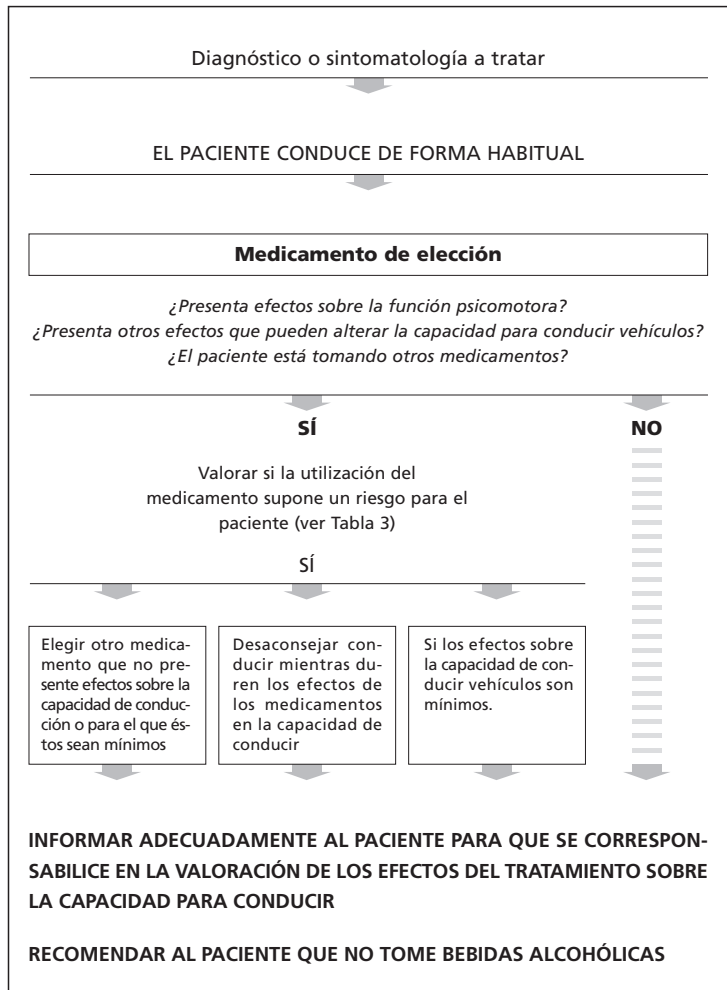 Diagnóstico o sintomatología a tratar
EL PACIENTE CONDUCE DE FORMA HABITUAL
Medicamento de elección
¿Presenta efectos sobre la función psicomotora?
¿Presenta otros efectos que pueden alterar la capacidad para conducir vehículos?
¿El paciente está tomando otros medicamentos?
SÍ
NO
Valorar si la utilización del
medicamento supone un riesgo para el
paciente (ver Tabla 3)
SÍ
Elegir otro medica-
mento que no pre-
sente efectos sobre la
capacidad de conduc-
ción o para el que és-
tos sean mínimos
Desaconsejar con-
ducir mientras du-
ren los efectos de
los medicamentos
en la capacidad de
conducir
Si los efectos sobre
la capacidad de con-
ducir vehículos son
mínimos.
INFORMAR ADECUADAMENTE AL PACIENTE PARA QUE SE CORRESPON-
SABILICE EN LA VALORACIÓN DE LOS EFECTOS DEL TRATAMIENTO SOBRE
LA CAPACIDAD PARA CONDUCIR
RECOMENDAR AL PACIENTE QUE NO TOME BEBIDAS ALCOHÓLICAS